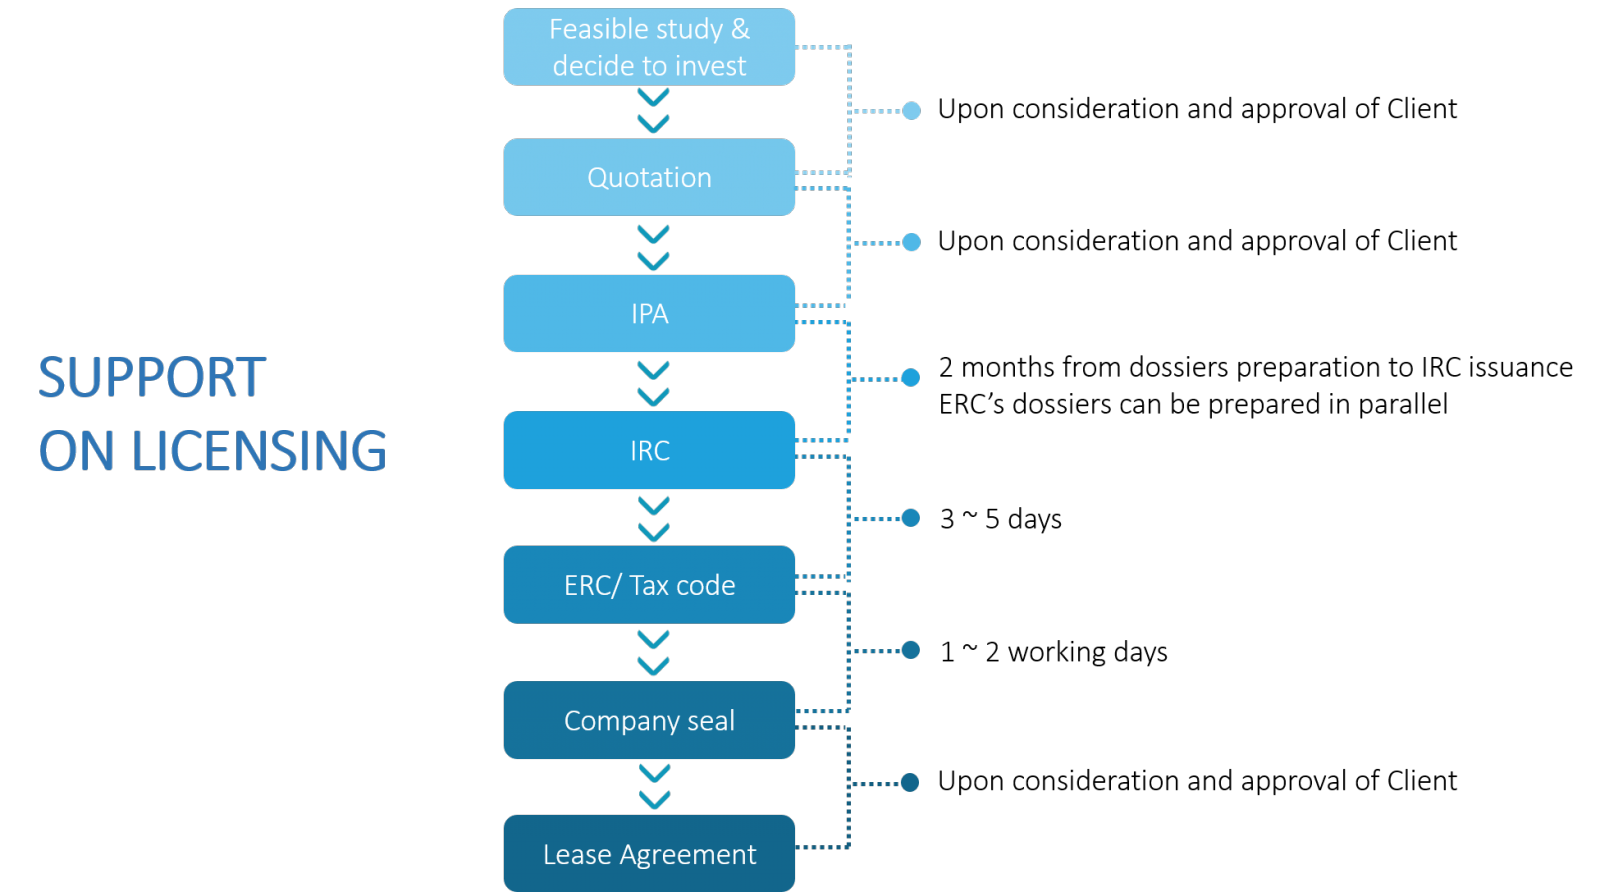 SUPPORT
ON LICENSING
Feasible study &
decide to invest
Upon consideration and approval of Client
Quotation
Upon consideration and approval of Client
IPA
2 months from dossiers preparation to IRC issuance
ERC’s dossiers can be prepared in parallel
IRC
3 ~ 5 days
ERC/ Tax code
1 ~ 2 working days
Company seal
Upon consideration and approval of Client
Lease Agreement